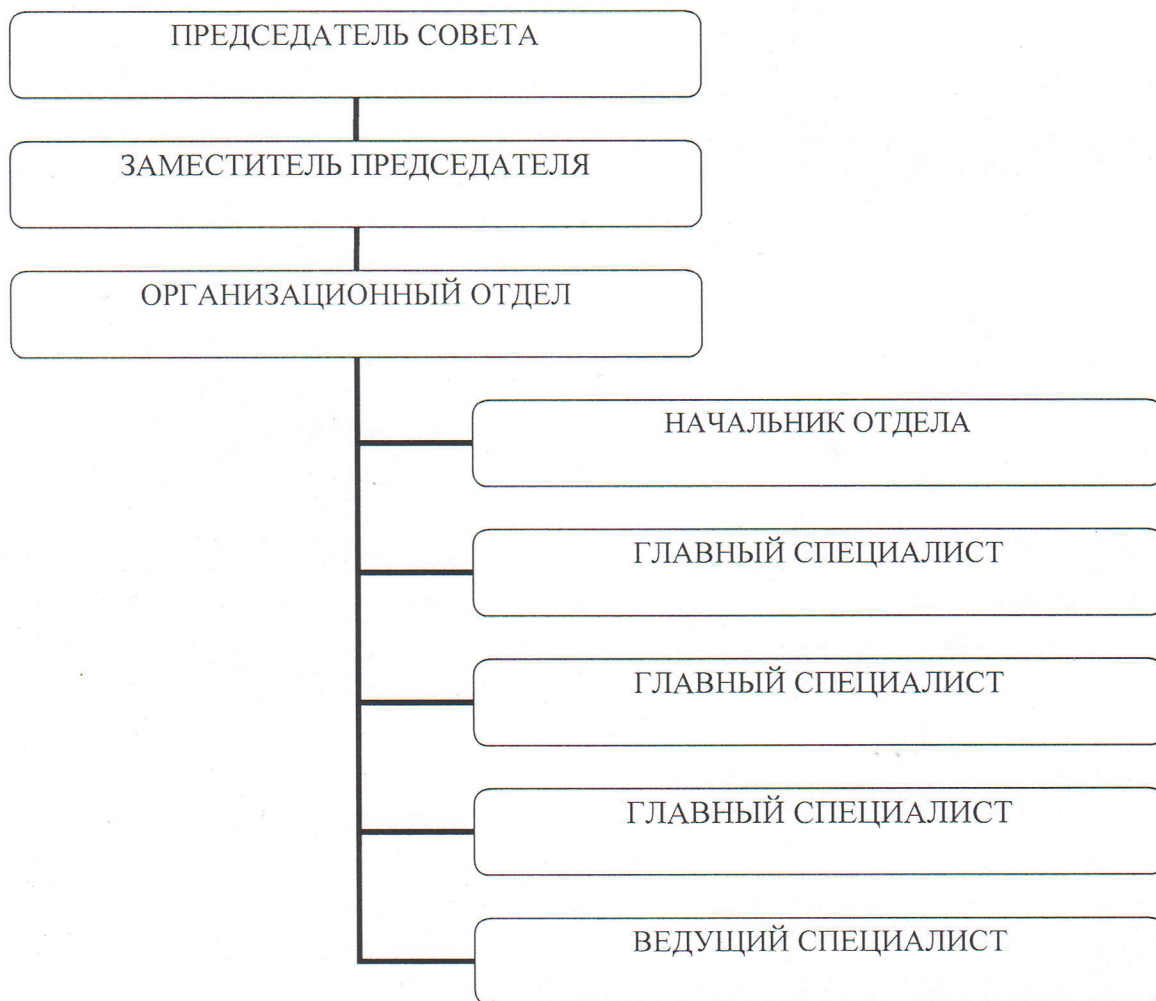 ПРЕДСЕДАТЕЛЬ СОВЕТА
ЗАМЕСТИТЕЛЬ ПРЕДСЕДАТЕЛЯ
ОРГАНИЗАЦИОННЫЙ ОТДЕЛ
НАЧАЛЬНИК ОТДЕЛА
ГЛАВНЫЙ СПЕЦИАЛИСТ
ГЛАВНЫЙ СПЕЦИАЛИСТ
ГЛАВНЫЙ СПЕЦИАЛИСТ
ВЕДУЩИЙ СПЕЦИАЛИСТ